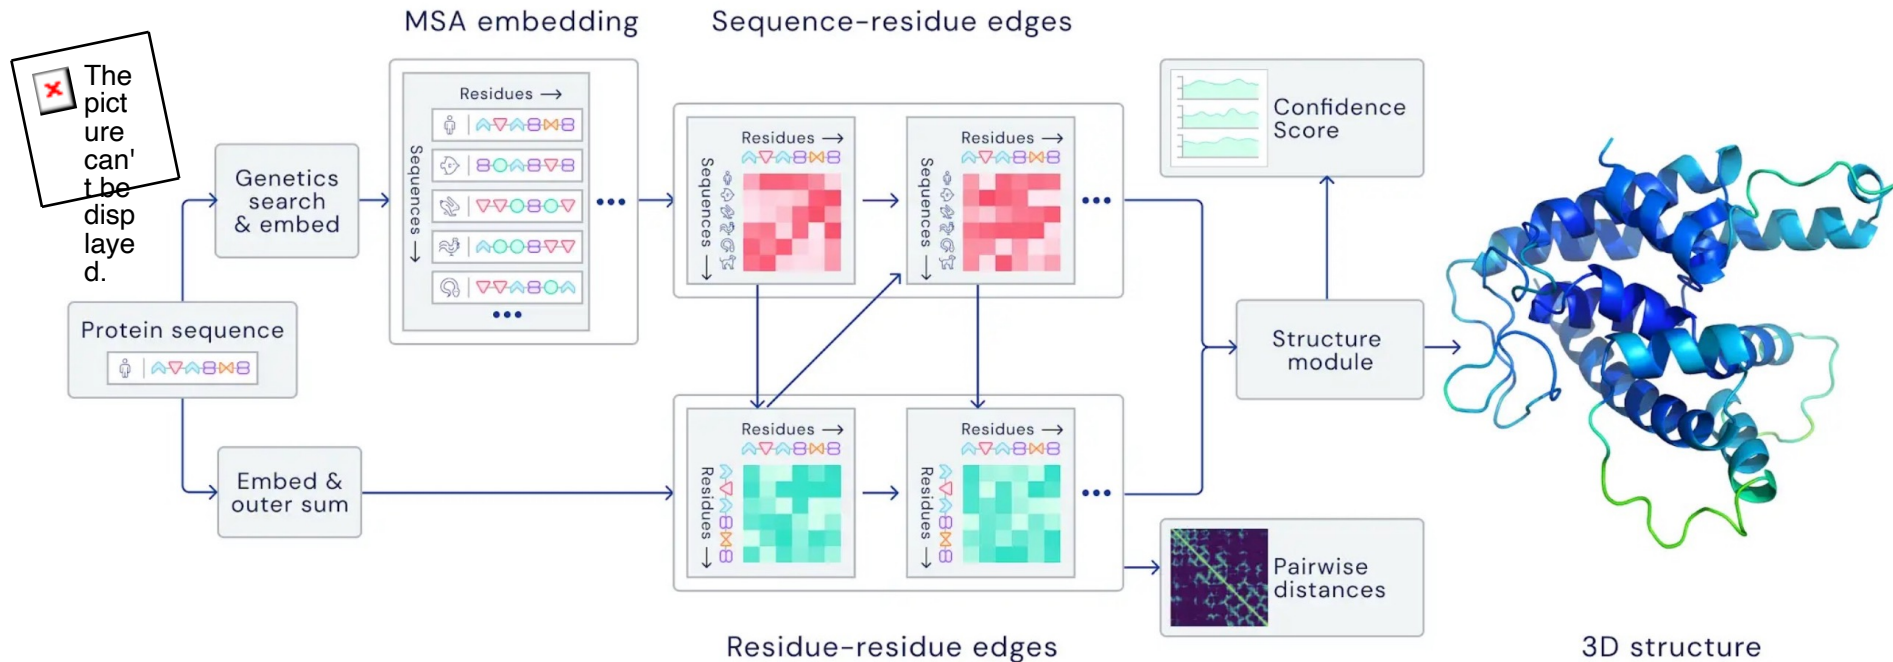 MSA embedding
Sequence-residue edges
The
pict
ure
can'
t be
disp
laye
d.
Genetics
search
& embed
Residues →
Sequences →
Protein sequence
Embed &
outer sum
Residues →
Sequences →
Residues →
Sequences →
Residues →
Residues →
Residues →
Residues →
Confidence
Score
Structure
module
Pairwise
distances
Residue-residue edges
3D structure